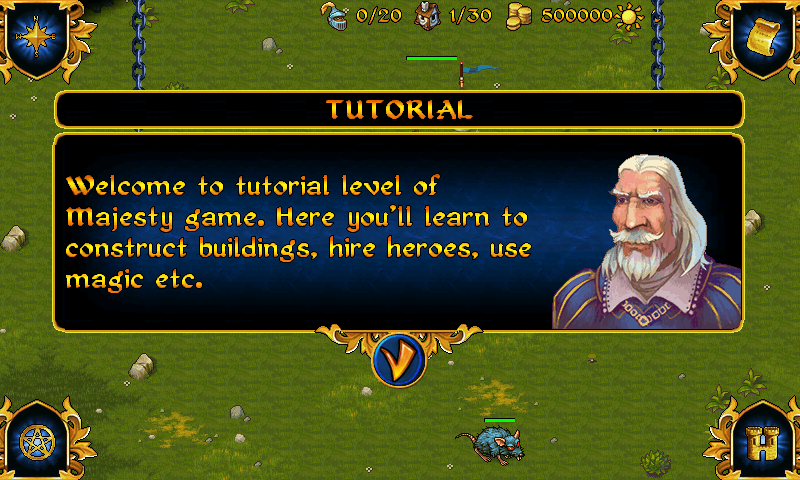 0/20 1/30 500000
TUTORIAL
Welcome to tutorial level of
Majesty game. Here you'll learn to
construct buildings, hire heroes, use
magic etc.